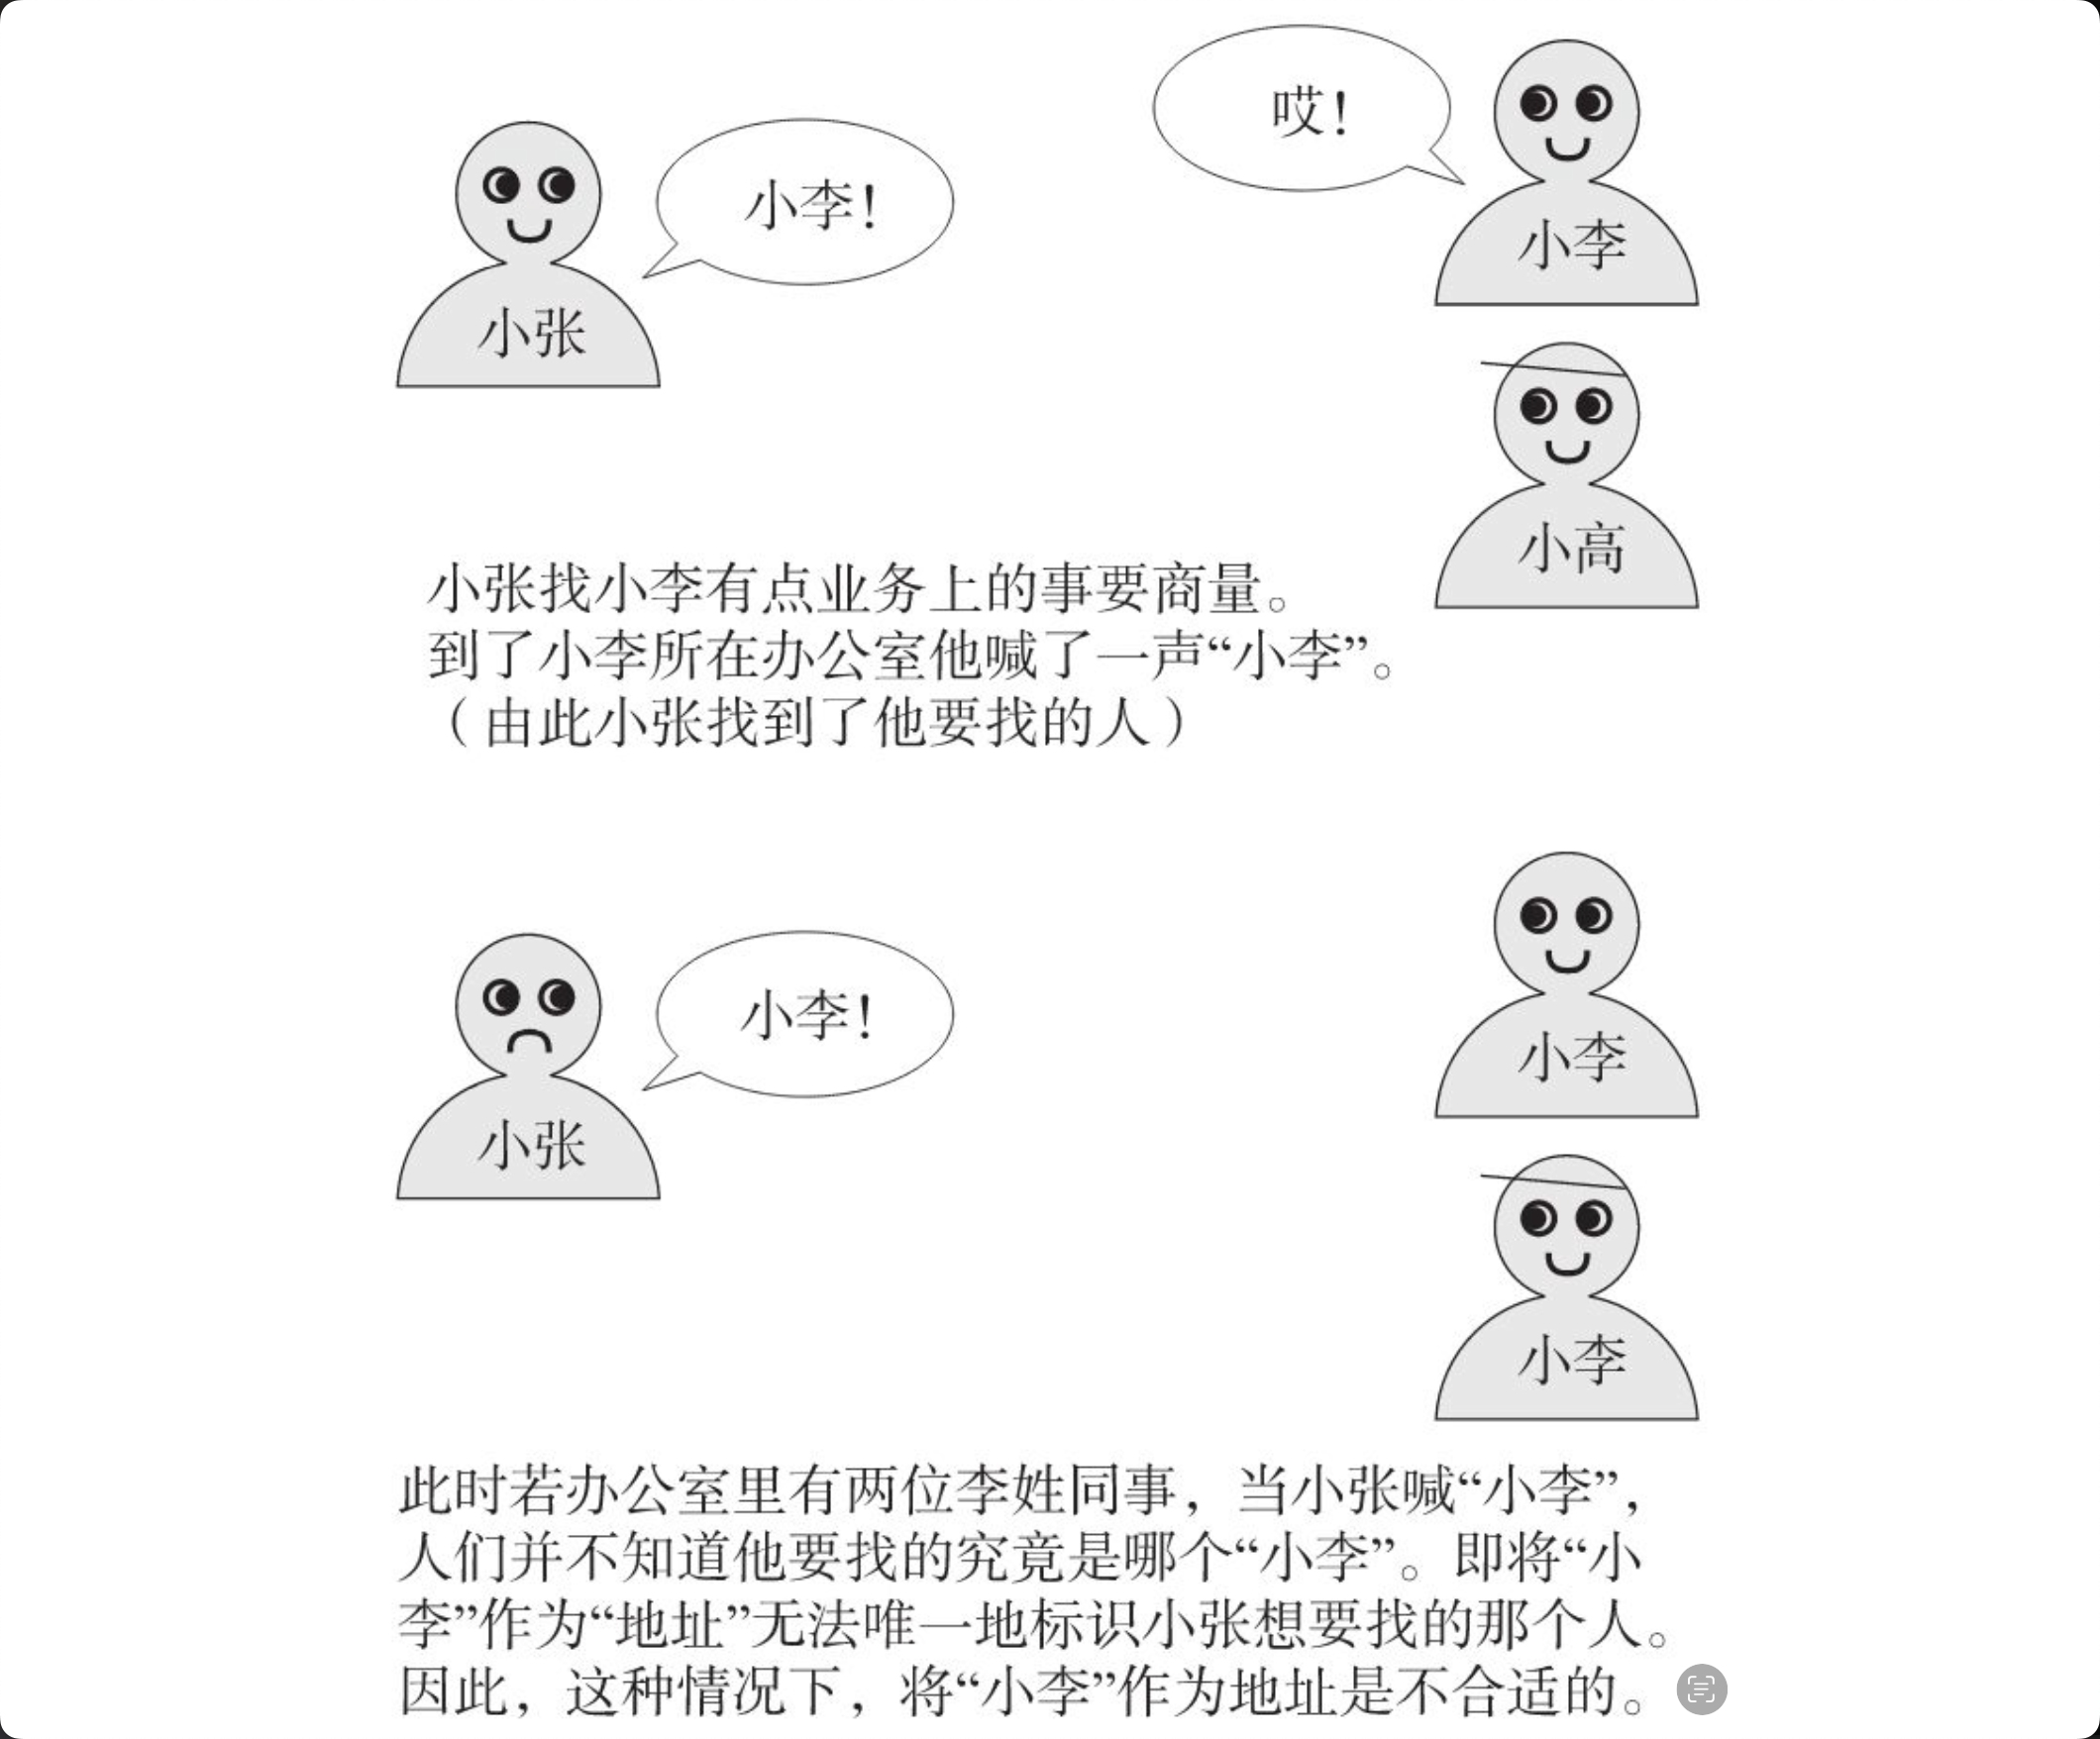 哎！
小李！
小李
小张
小高
小张找小李有点业务上的事要商量。
到了小李所在办公室他喊了一声“小李”。
（由此小张找到了他要找的人）
小李！
小李
小张
小李
此时若办公室里有两位李姓同事，当小张喊“小李”，
人们并不知道他要找的究竟是哪个“小李”。即将“小
李”作为“地址”无法唯一地标识小张想要找的那个人。
因此，这种情况下，将“小李”作为地址是不合适的。